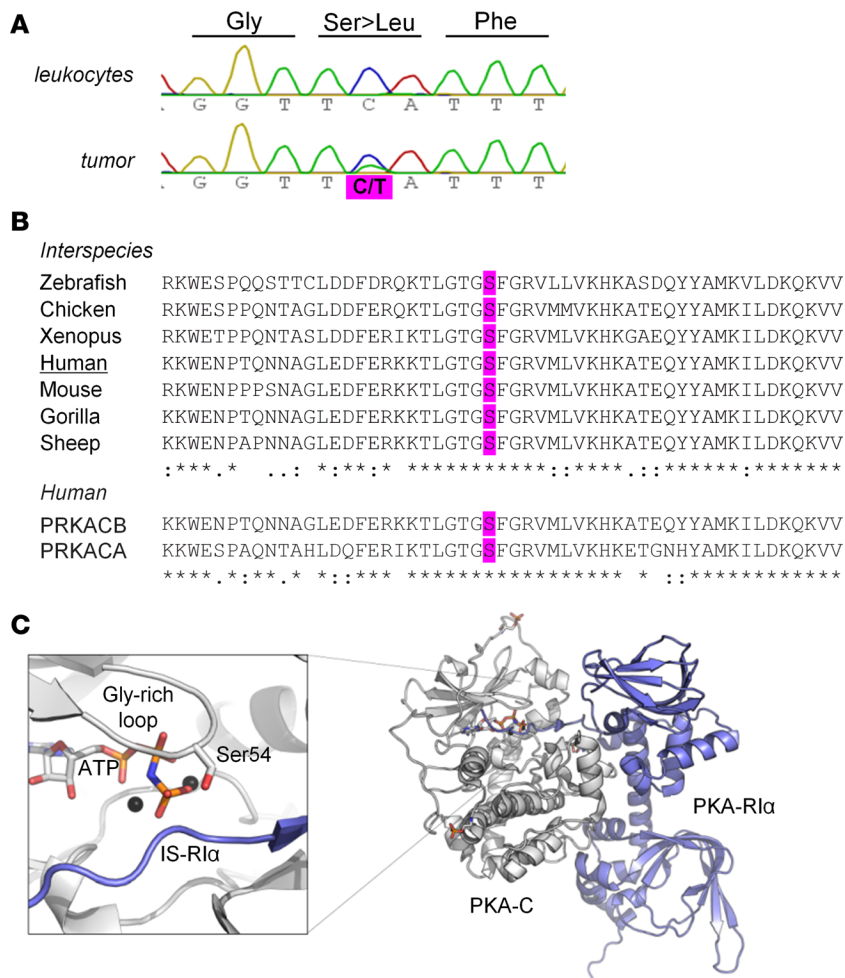 A
Gly Ser>Leu Phe
leukocytes
G G T T C A T T T
tumor
G G T T C/T A T T T
B
Interspecies
Zebrafish RKWESPQQSTTCLDDFDRQKTLGTGSFGRVLLVKHKASDQYYAMKVLDKQKVV
Chicken RKWESPPQNTAGLDDFERQKTLGTGSFGRVMMVKHKATEQYYAMKILDKQKVV
Xenopus RKWETPPQNTASLDDFERIKTLGTGSFGRVMLVKHKGAEQYYAMKILDKQKVV
Human KKWENPTQNNAGLEDFERKKTLGTGSFGRVMLVKHKATEQYYAMKILDKQKVV
Mouse RKWENPPPSNAGLEDFERKKTLGTGSFGRVMLVKHKATEQYYAMKILDKQKVV
Gorilla KKWENPTQNNAGLEDFERKKTLGTGSFGRVMLVKHKATEQYYAMKILDKQKVV
Sheep KKWENPAPNNAGLEDFERKKTLGTGSFGRVMLVKHKATEQYYAMKILDKQKVV
:***.* ..: *:**:* ***********::****.::*******:*******
Human
PRKACB KKWENPTQNNAGLEDFERKKTLGTGSFGRVMLVKHKATEQYYAMKILDKQKVV
PRKACA KKWESPAQNTAHLDQFERIKTLGTGSFGRVMLVKHKETGNHYAMKILDKQKVV
****.*:**.* *::*** ***************** * ::************
C
Gly-rich
loop
Ser54
ATP
IS-RIα
PKA-RIα
PKA-C